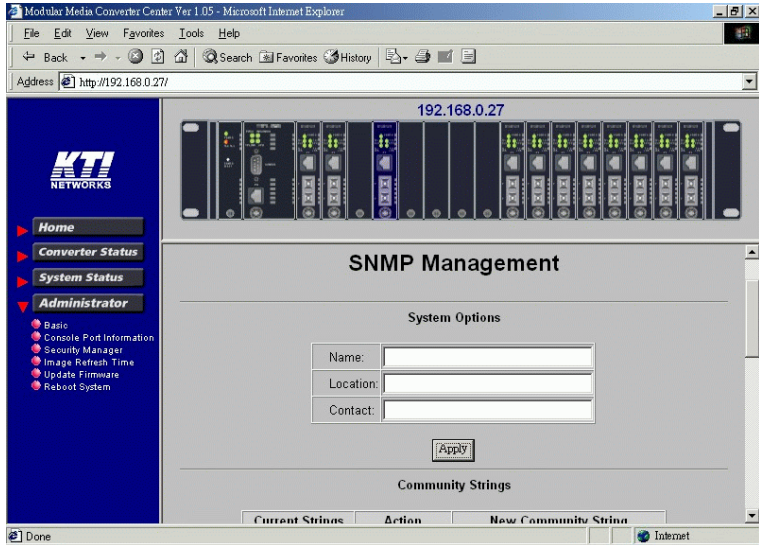 Modular Media Converter Center Ver 1.05 - Microsoft Internet Explorer
File Edit View Favorites Tools Help
Back Search Favorites History
Address http://192.168.0.27/
192.168.0.27
KTI
NETWORKS
Home
Converter Status
System Status
Administrator
Basic
Console Port Information
Security Manager
Image Refresh Time
Update Firmware
Reboot System
SNMP Management
System Options
Name:
Location:
Contact:
Apply
Community Strings
Current Strings Action New Community String
Done Internet